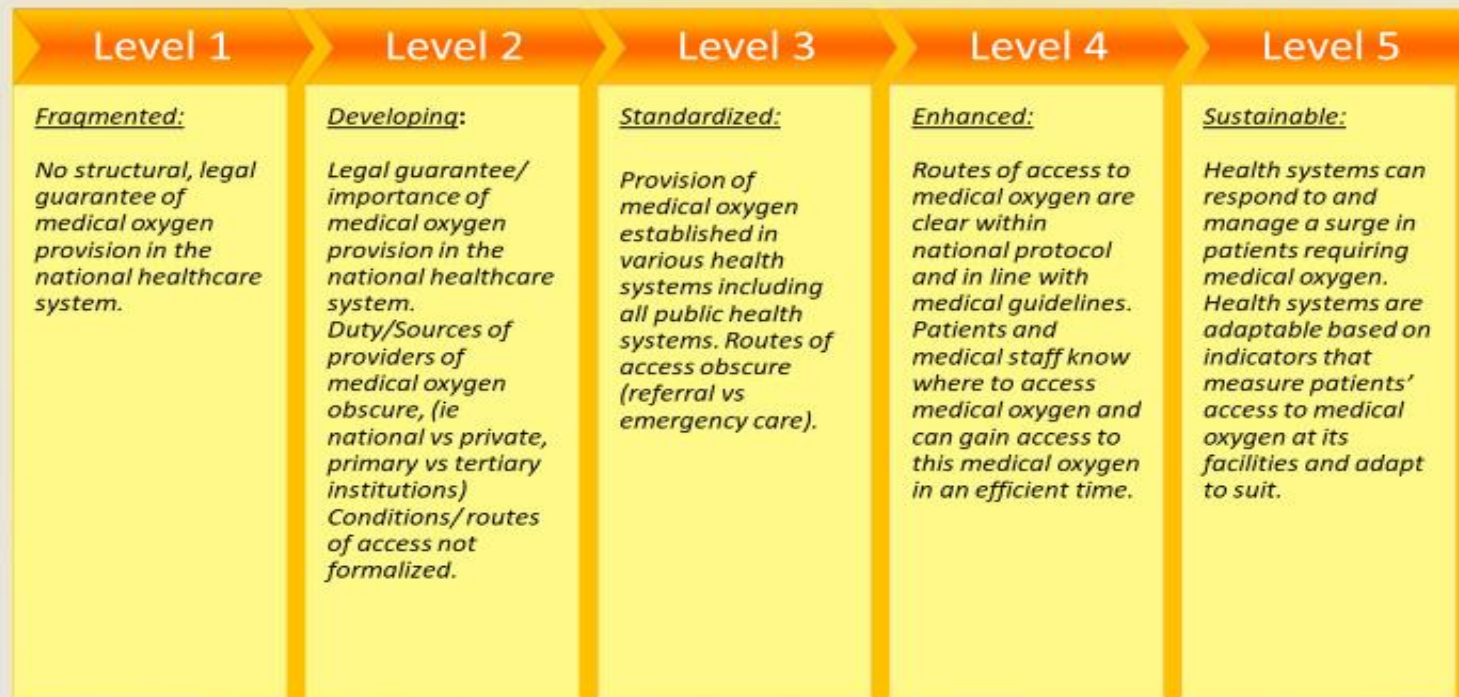 Level 1
Fragmented:
No structural, legal
guarantee of
medical oxygen
provision in the
national healthcare
system.
Level 2
Developing:
Legal guarantee/
importance of
medical oxygen
provision in the
national healthcare
system.
Duty/Sources of
providers of
medical oxygen
obscure, (ie
national vs private,
primary vs tertiary
institutions)
Conditions/ routes
of access not
formalized.
Level 3
Standardized:
Provision of
medical oxygen
established in
various health
systems including
all public health
systems. Routes of
access obscure
(referral vs
emergency care).
Level 4
Enhanced:
Routes of access to
medical oxygen are
clear within
national protocol
and in line with
medical guidelines.
Patients and
medical staff know
where to access
medical oxygen and
can gain access to
this medical oxygen
in an efficient time.
Level 5
Sustainable:
Health systems can
respond to and
manage a surge in
patients requiring
medical oxygen.
Health systems are
adaptable based on
indicators that
measure patients’
access to medical
oxygen at its
facilities and adapt
to suit.